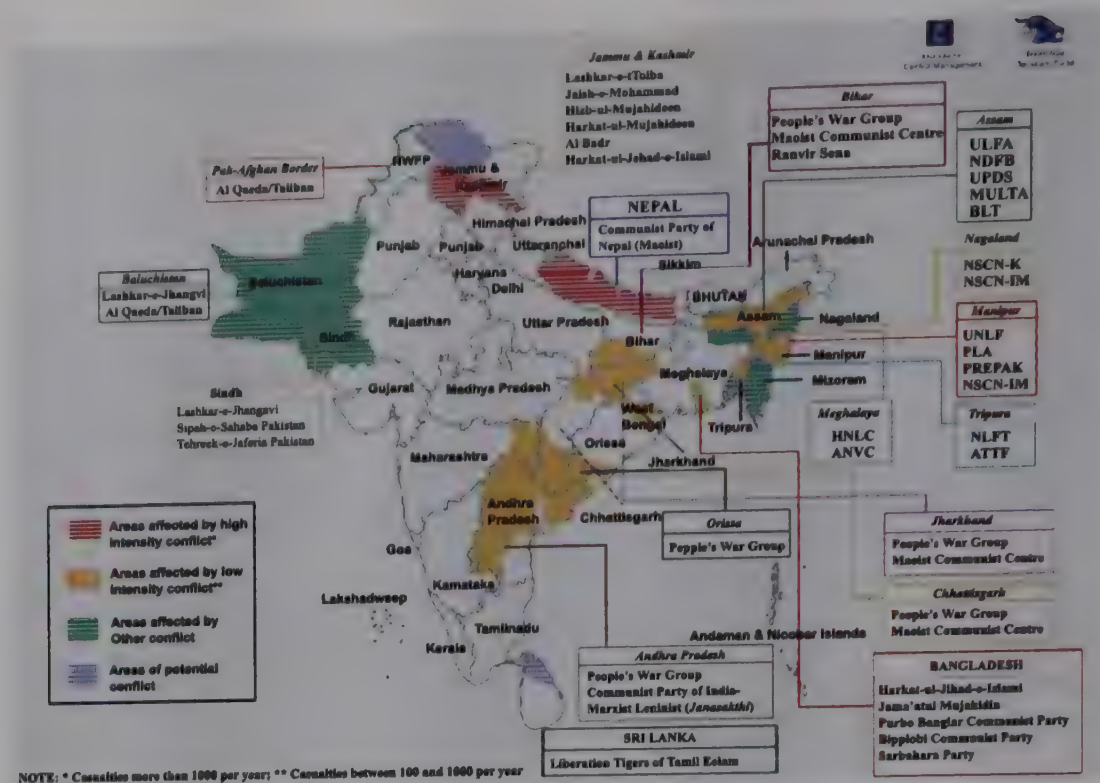 Jammu & Kashmir
Lashkar-e-tToiba
Jaish-e-Mohammad
Hizb-ul-Mujahideen
Harkat-ul-Mujahideen
Al Badr
Harkat-ul-Jehad-e-Islami
Bihar
People's War Group
Maoist Communist Centre
Ranvir Sena
Assam
ULFA
NDFB
UPDS
MULTA
BLT
Pak-Afghan Border
Al Qaeda/Taliban
NEPAL
Communist Party of
Nepal (Maoist)
Nagaland
NSCN-K
NSCN-IM
Baluchistan
Lashkar-e-Jhangvi
Al Qaeda/Taliban
Manipur
UNLF
PLA
PREPAK
NSCN-IM
Sindh
Lashkar-e-Jhangavi
Sipah-e-Sahaba Pakistan
Tehreek-e-Jaferia Pakistan
Meghalaya
HNLC
ANVC
Tripura
NLFT
ATTF
NWFP
Jammu &
Kashmir
Himachal Pradesh
Punjab
Punjab
Uttaranchal
Haryana
Delhi
Sikkim
Arunachal Pradesh
BHUTAN
Baluchistan
Sindh
Rajasthan
Uttar Pradesh
Bihar
Assam
Nagaland
Manipur
Meghalaya
Mizoram
Tripura
Gujarat
Madhya Pradesh
West
Bengal
Orissa
Jharkhand
Maharashtra
Andhra
Pradesh
Chhattisgarh
Goa
Karnataka
Lakshadweep
Tamilnadu
Kerala
Andaman & Nicobar Islands
Areas affected by high
intensity conflict*
Areas affected by low
intensity conflict**
Areas affected by
Other conflict
Areas of potential
conflict
Orissa
Pepple's War Group
Jharkhand
People's War Group
Maoist Communist Centre
Chhattisgarh
People's War Group
Maoist Communist Centre
Andhra Pradesh
People's War Group
Communist Party of India-
Marxist Leninist (Janasakthi)
BANGLADESH
Harkat-ul-Jihad-e-Islami
Jama'atul Mujahidin
Purbo Banglar Communist Party
Bipplobi Communist Party
Sarbahara Party
SRI LANKA
Liberation Tigers of Tamil Eelam
NOTE: * Casualties more than 1000 per year; ** Casualties between 100 and 1000 per year